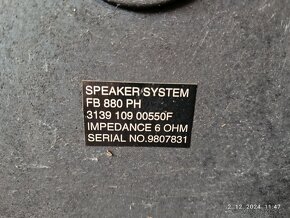 SPEAKER SYSTEM
FB 880 PH
3139 109 00550F
IMPEDANCE 6 OHM
SERIAL NO.9807831
2. 12. 2024 11:47